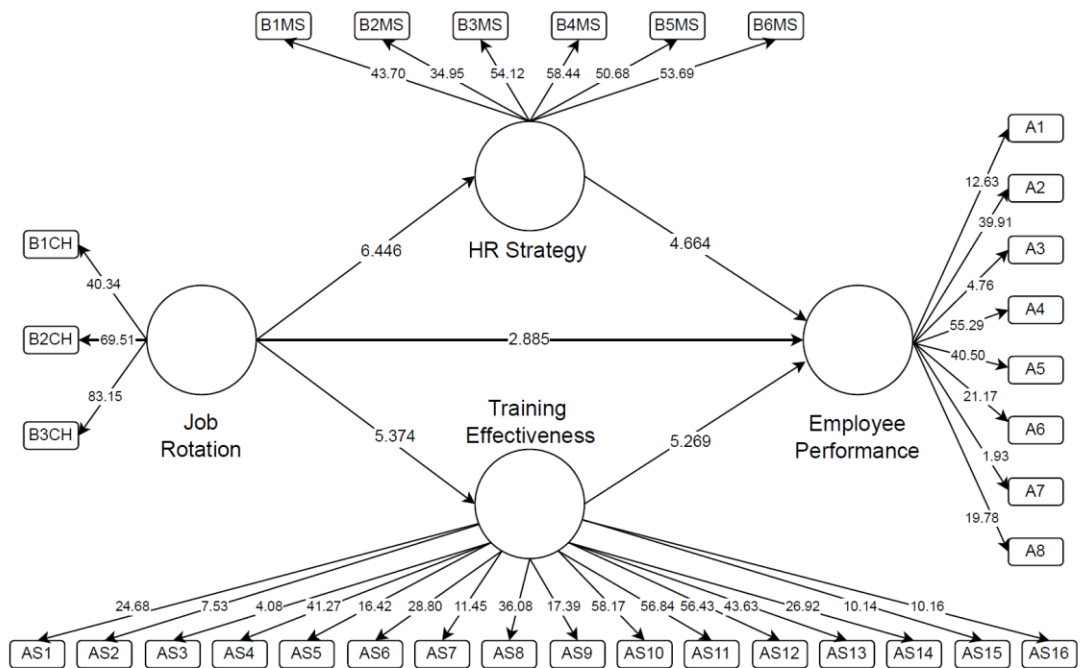 B1MS B2MS B3MS B4MS B5MS B6MS
43.70 34.95 54.12 58.44 50.68 53.69
HR Strategy
6.446
4.664
B1CH
40.34
B2CH
69.51
B3CH
83.15
Job
Rotation
2.885
5.374
Training
Effectiveness
5.269
Employee
Performance
A1
12.63
A2
39.91
A3
4.76
A4
55.29
A5
40.50
A6
21.17
A7
1.93
A8
19.78
24.68 7.53 4.08 41.27 16.42 28.80 11.45 36.08 17.39 58.17 56.84 56.43 43.63 26.92 10.14 10.16
AS1 AS2 AS3 AS4 AS5 AS6 AS7 AS8 AS9 AS10 AS11 AS12 AS13 AS14 AS15 AS16